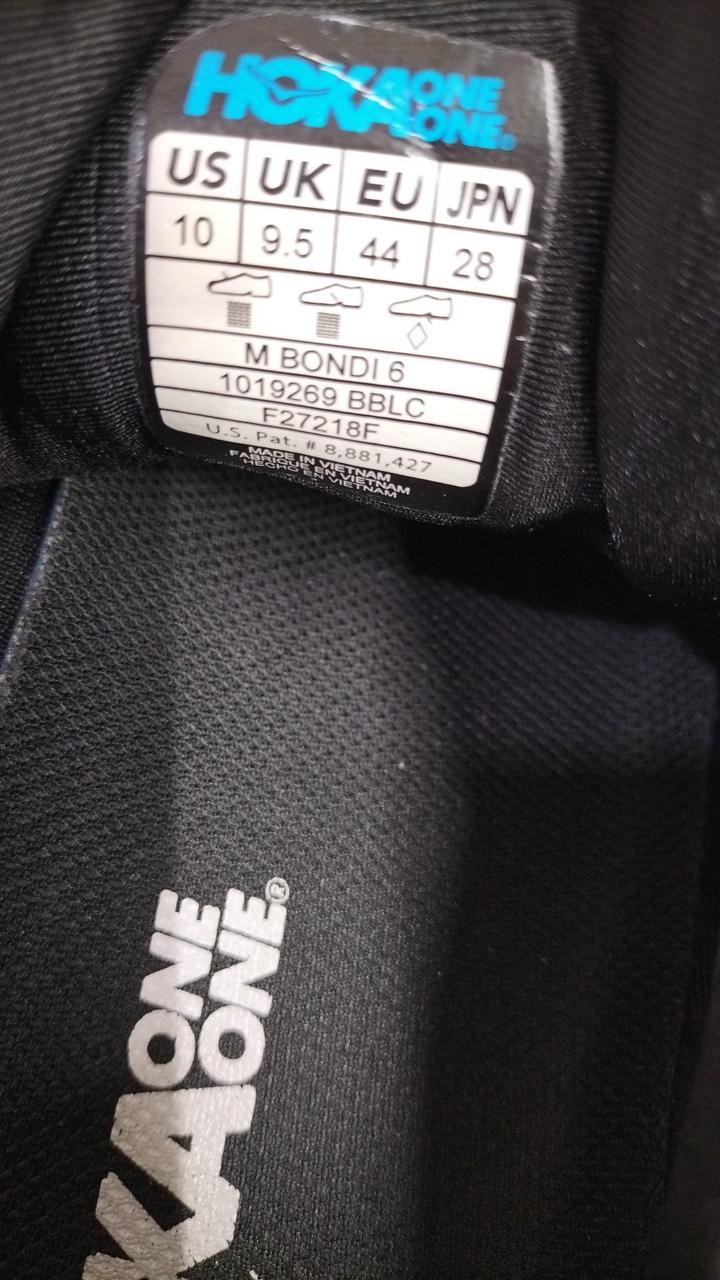 HOKA ONE ONE®
US UK EU JPN
10 9.5 44 28
M BONDI 6
1019269 BBLC
F27218F
U.S. Pat. # 8,881,427
MADE IN VIETNAM
FABRIQUE EN VIETNAM
HECHO EN VIETNAM
KA ONE ONE®